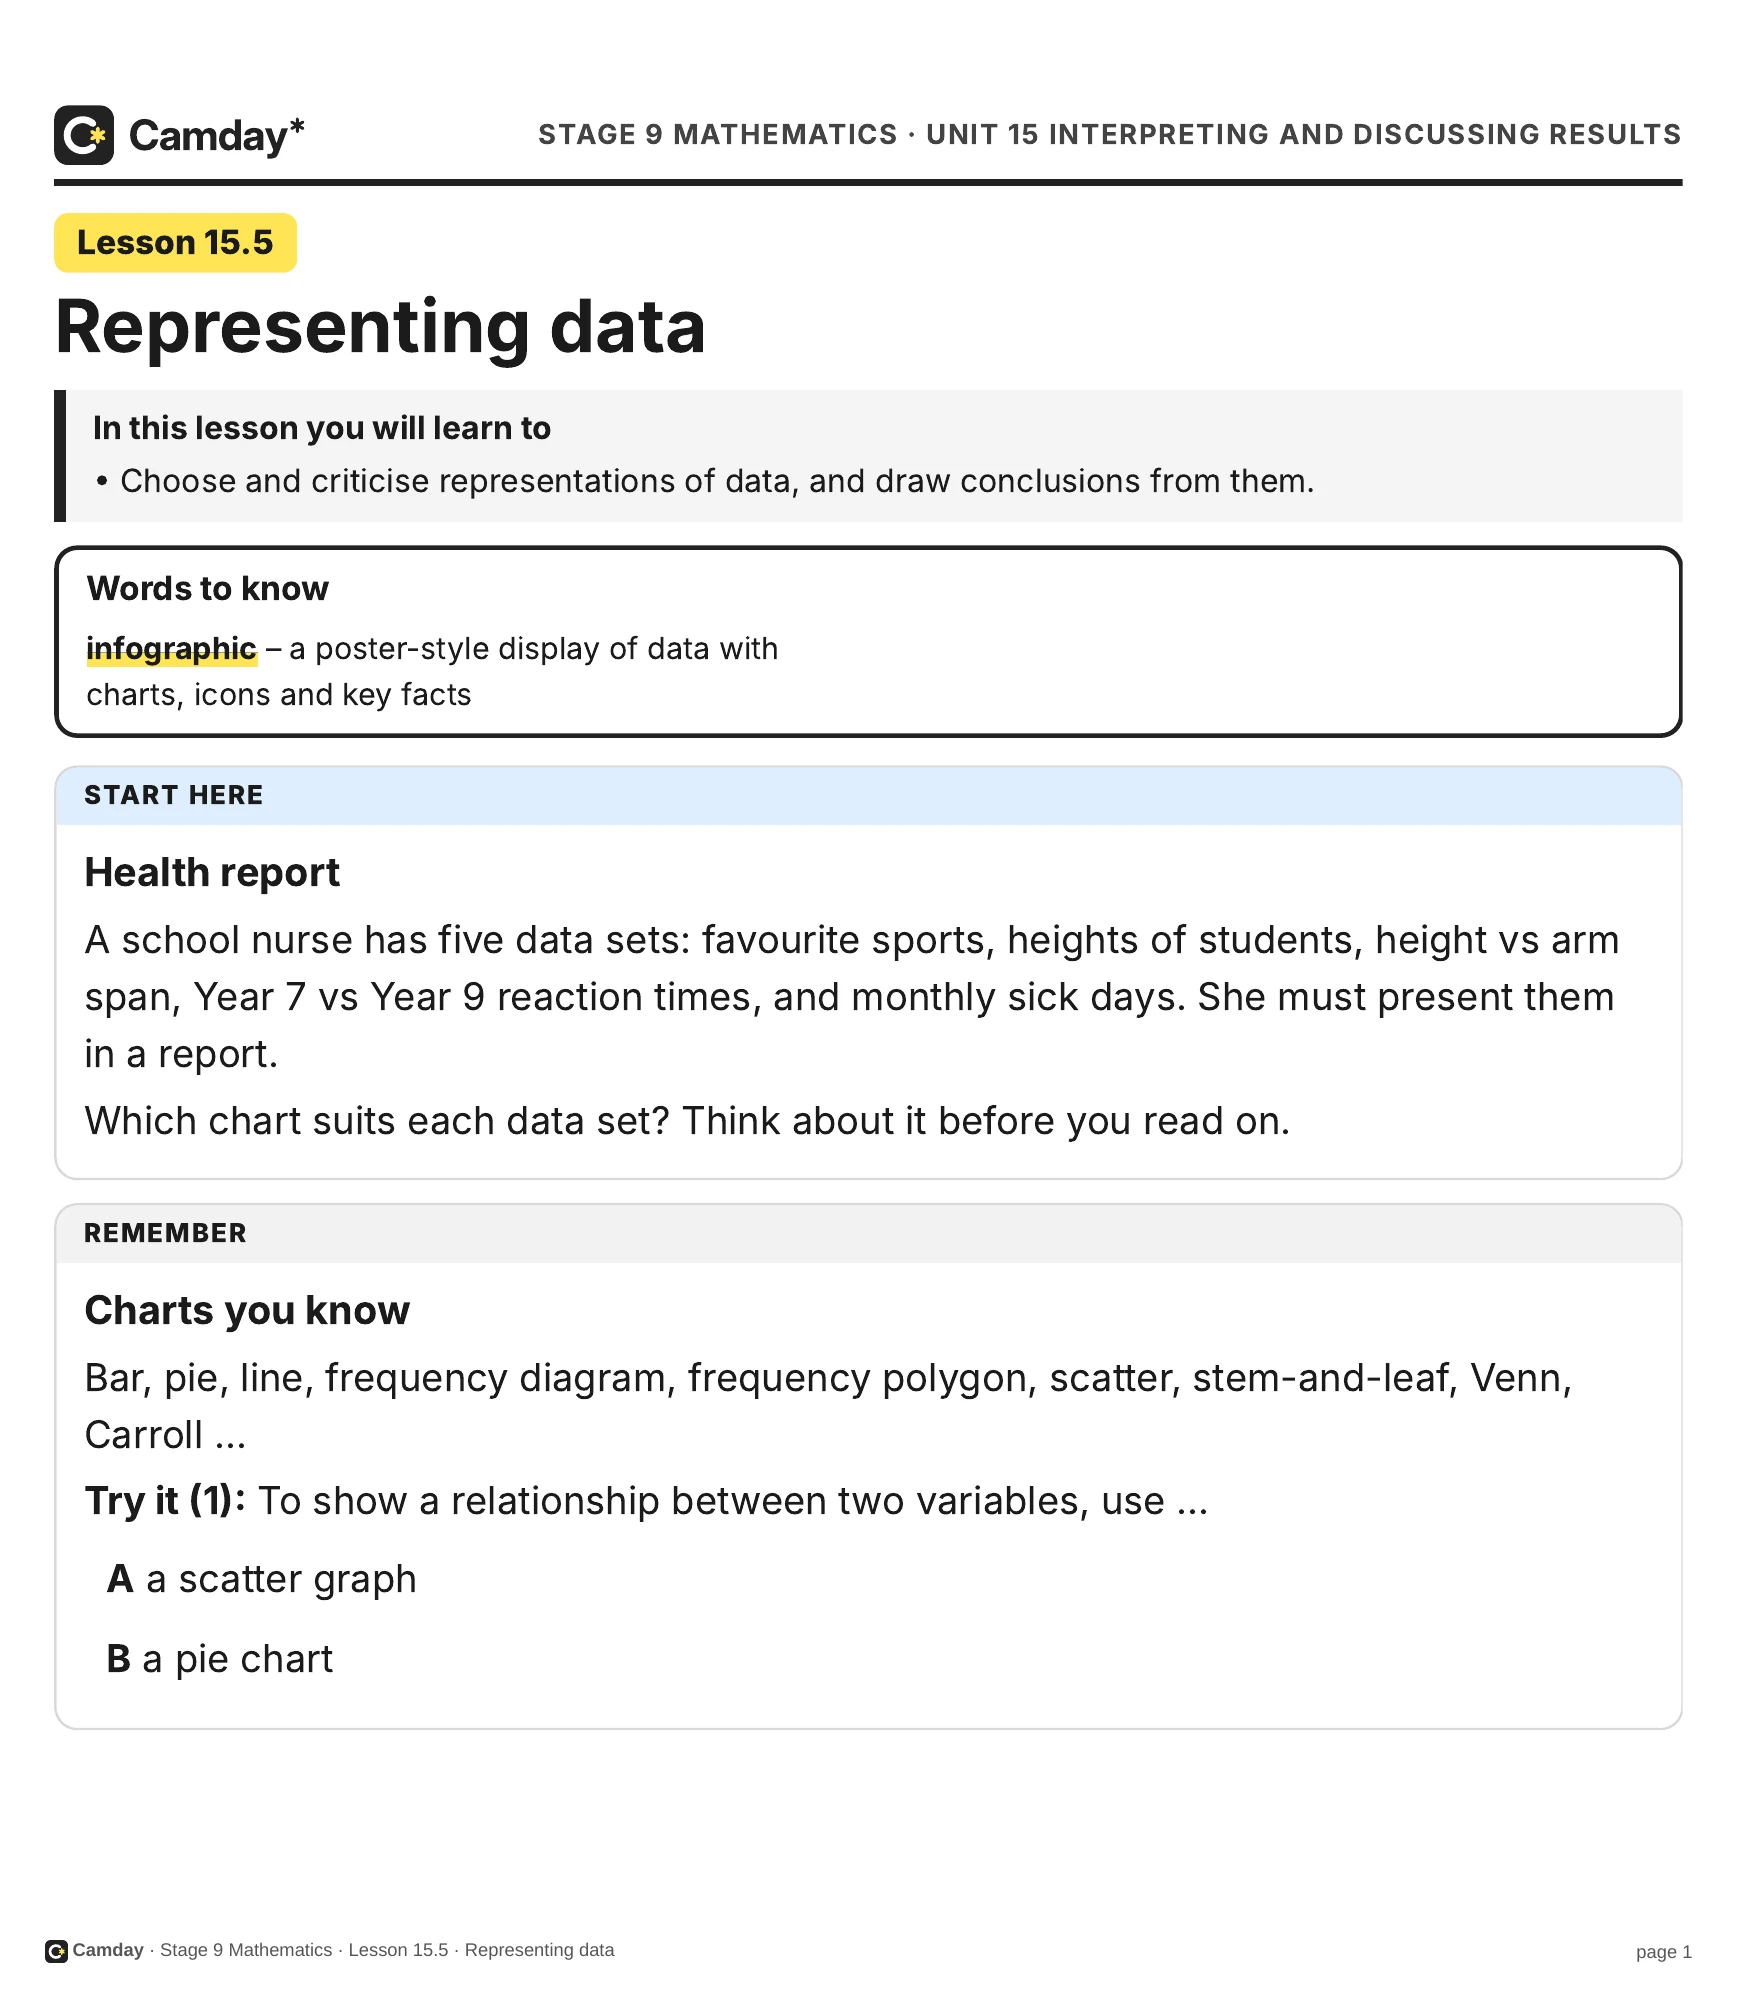 Camday*
STAGE 9 MATHEMATICS · UNIT 15 INTERPRETING AND DISCUSSING RESULTS
Lesson 15.5
Representing data
In this lesson you will learn to
• Choose and criticise representations of data, and draw conclusions from them.
Words to know
infographic – a poster-style display of data with
charts, icons and key facts
START HERE
Health report
A school nurse has five data sets: favourite sports, heights of students, height vs arm
span, Year 7 vs Year 9 reaction times, and monthly sick days. She must present them
in a report.
Which chart suits each data set? Think about it before you read on.
REMEMBER
Charts you know
Bar, pie, line, frequency diagram, frequency polygon, scatter, stem-and-leaf, Venn,
Carroll ...
Try it (1): To show a relationship between two variables, use ...
A a scatter graph
B a pie chart
Camday · Stage 9 Mathematics · Lesson 15.5 · Representing data
page 1